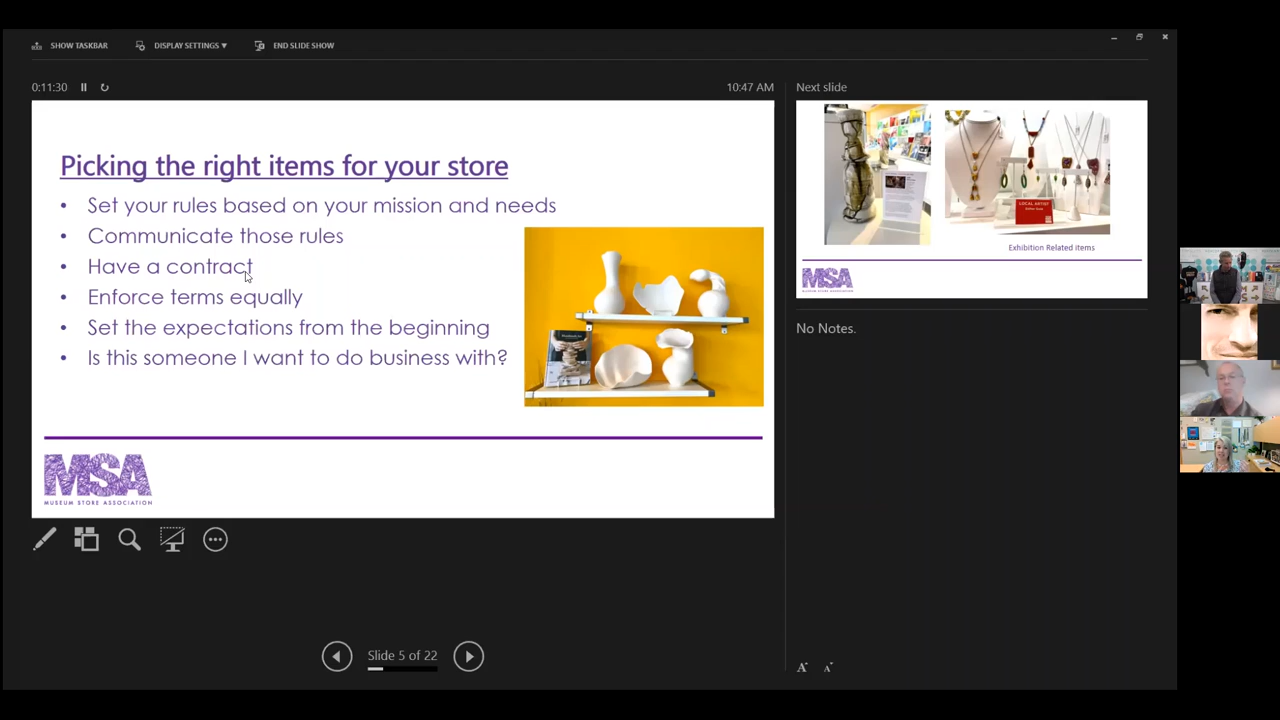 SHOW TASKBAR
DISPLAY SETTINGS ▾
END SLIDE SHOW
0:11:30
10:47 AM
Next slide
Picking the right items for your store
• Set your rules based on your mission and needs
• Communicate those rules
• Have a contract
• Enforce terms equally
• Set the expectations from the beginning
• Is this someone I want to do business with?
MSA
MUSEUM STORE ASSOCIATION
LOCAL ARTIST
Exhibition Related items
MSA
No Notes.
Slide 5 of 22
A A